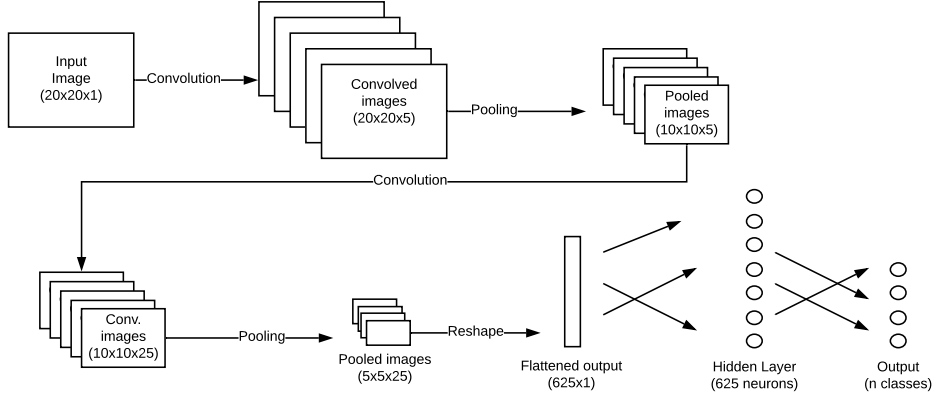 Input
Image
(20x20x1)
Convolution
Convolved
images
(20x20x5)
Pooling
Pooled
images
(10x10x5)
Convolution
Conv.
images
(10x10x25)
Pooling
Pooled images
(5x5x25)
Reshape
Flattened output
(625x1)
Hidden Layer
(625 neurons)
Output
(n classes)